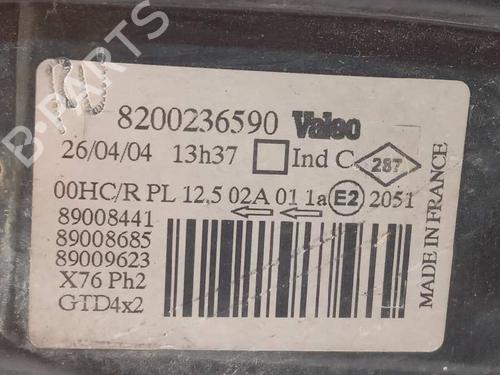 B-PARTS
8200236590 Valeo
26/04/04 13h37 Ind C 287
00HC/R PL 12,5 02A 01 1a E2 2051
89008441
89008685
89009623
X76 Ph2
GTD4x2
MADE IN FRANCE